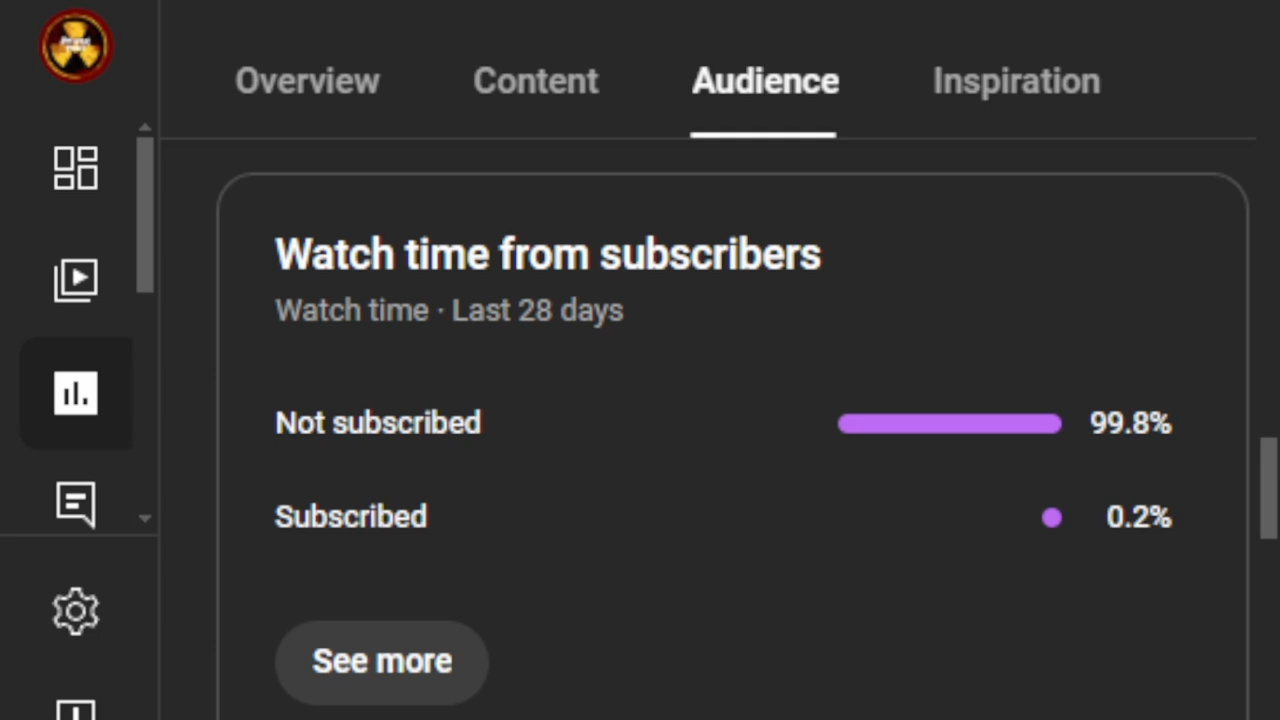 Overview Content Audience Inspiration
Watch time from subscribers
Watch time · Last 28 days
Not subscribed 99.8%
Subscribed 0.2%
See more